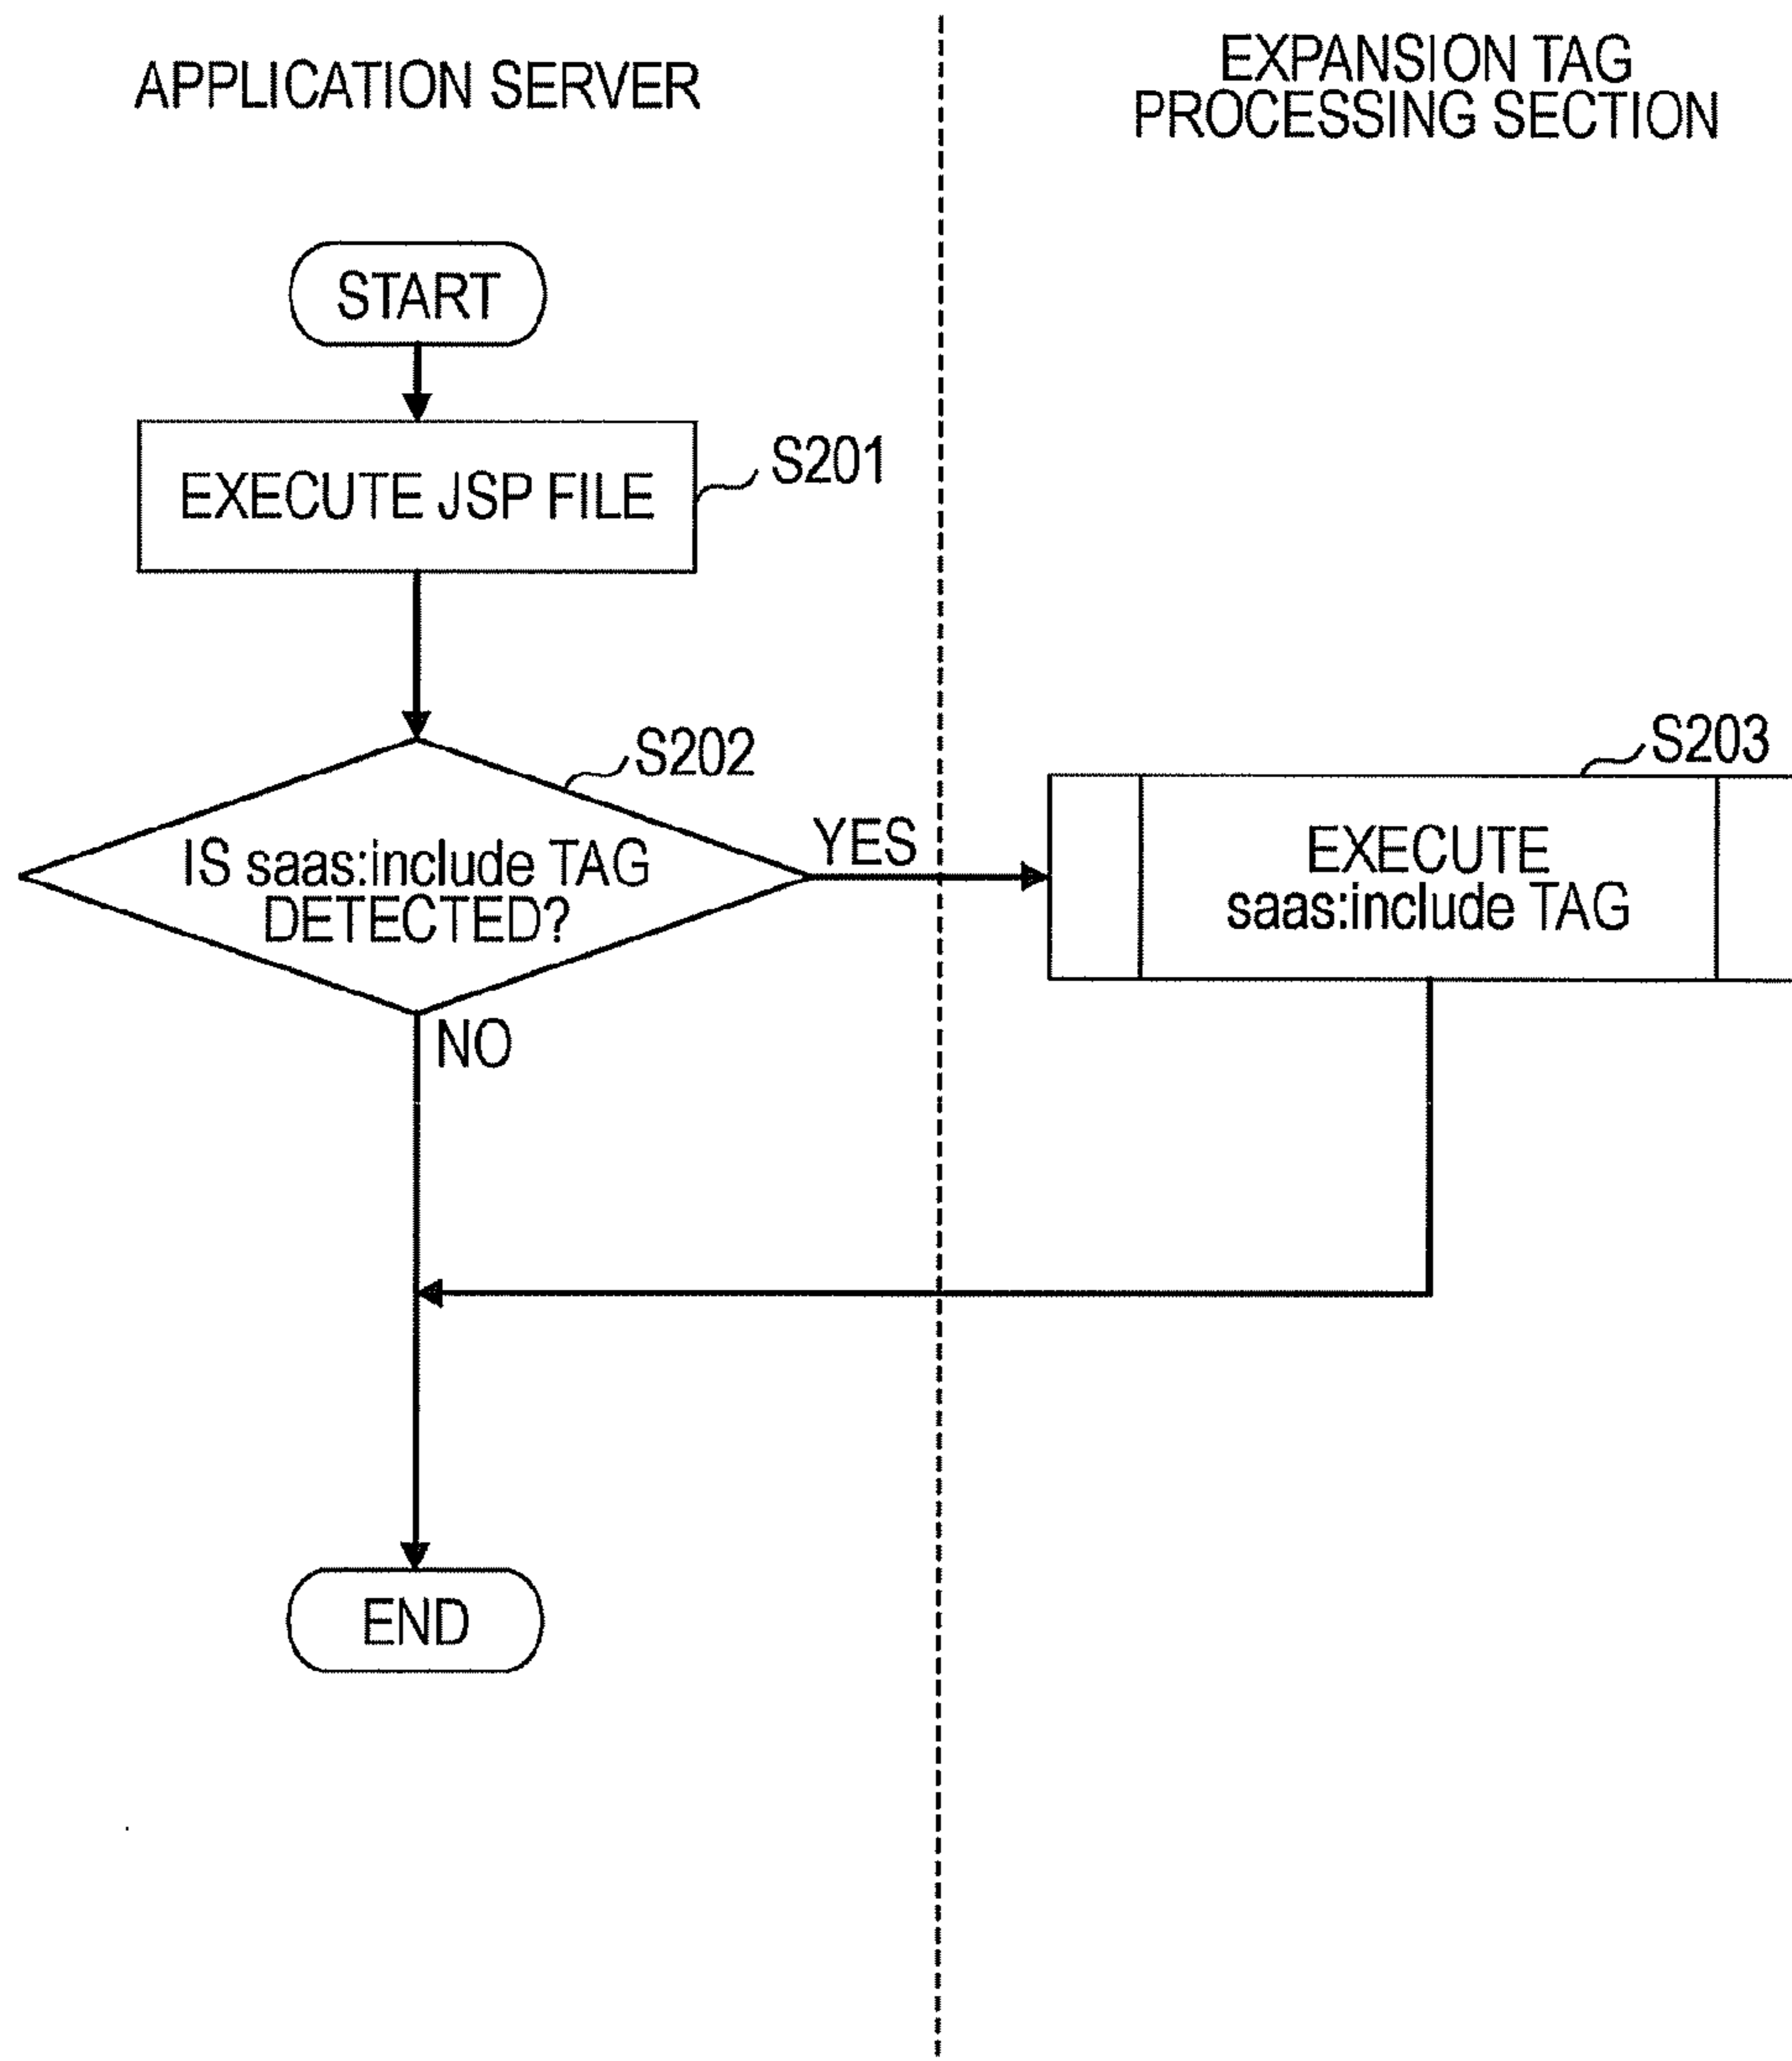 APPLICATION SERVER
EXPANSION TAG
PROCESSING SECTION
START
EXECUTE JSP FILE
S201
S202
IS saas:include TAG
DETECTED?
YES
NO
S203
EXECUTE
saas:include TAG
END